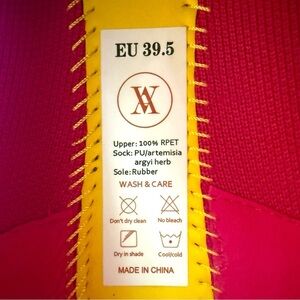 EU 39.5
Upper: 100% RPET
Sock: PU/artemisia
argyi herb
Sole: Rubber
WASH & CARE
Don't dry clean
No bleach
Dry in shade
Cool/cold
MADE IN CHINA